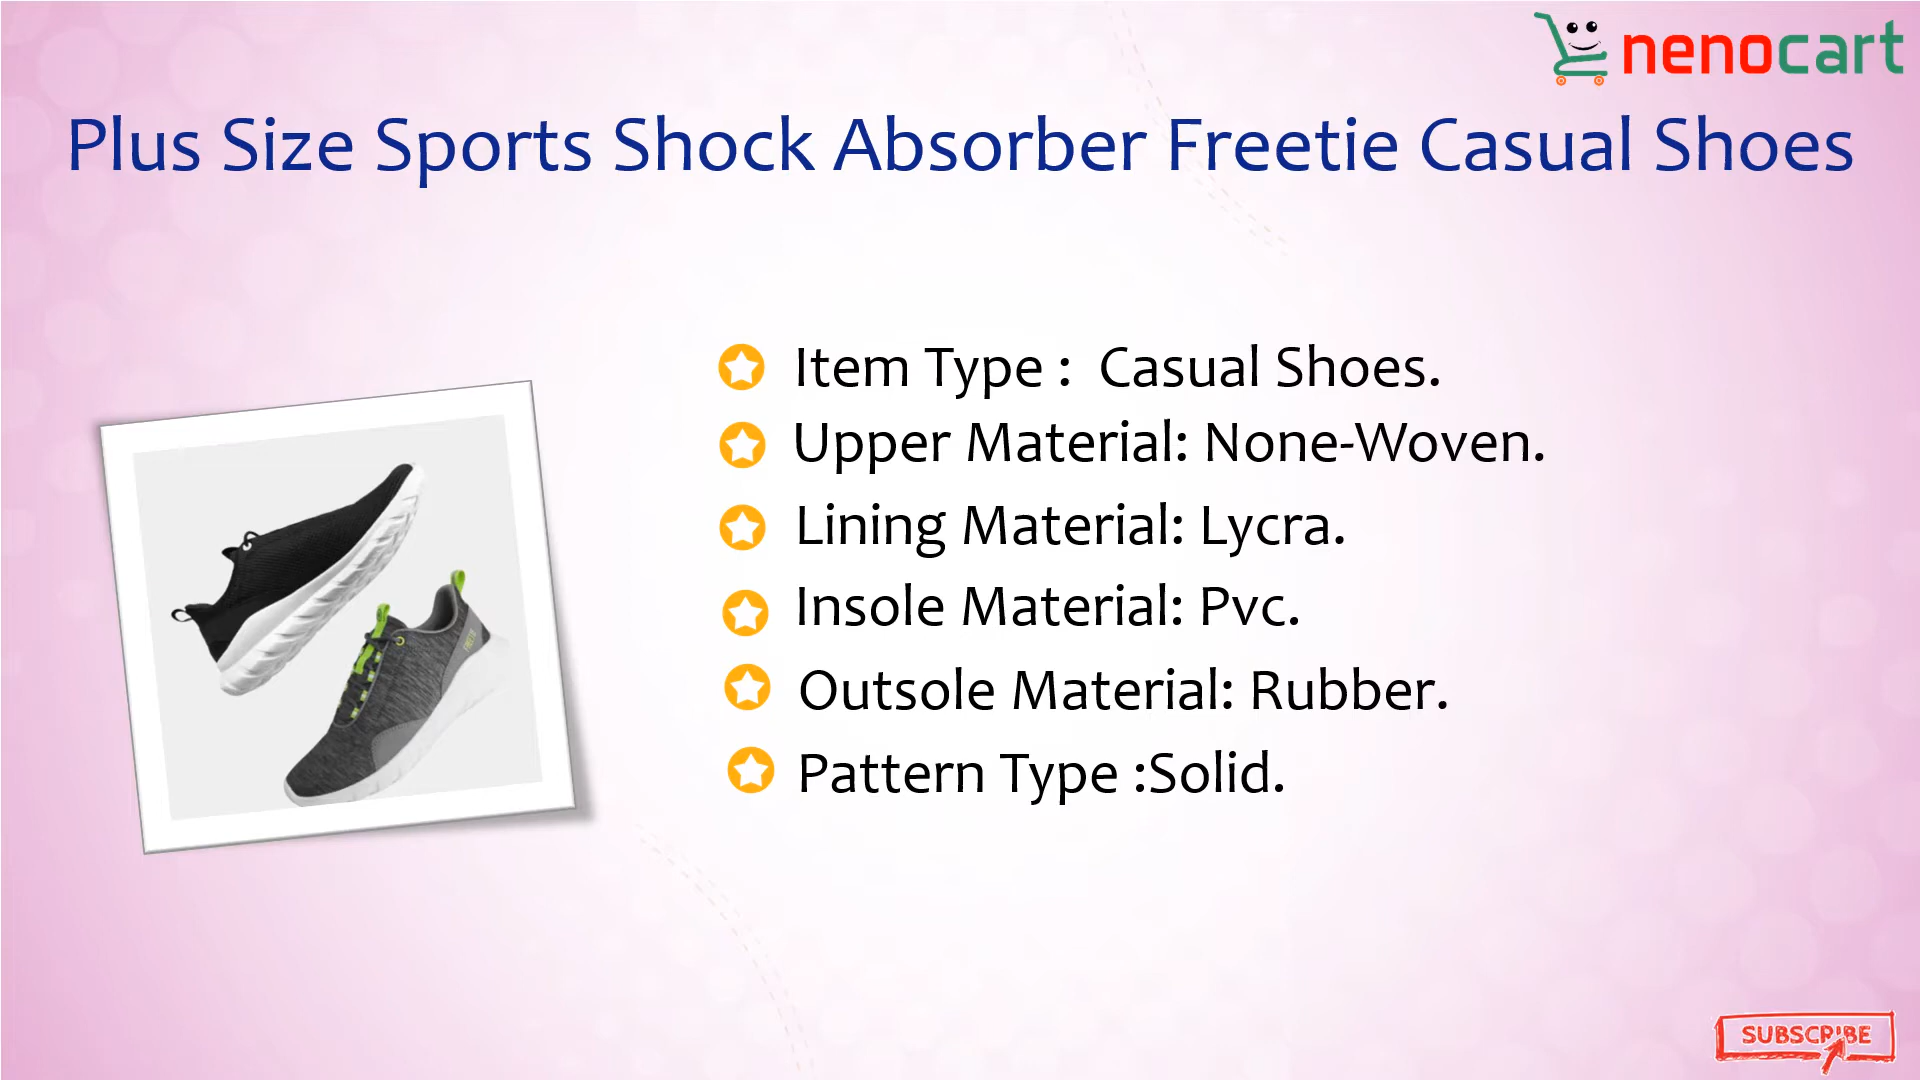 nenocart
Plus Size Sports Shock Absorber Freetie Casual Shoes
Item Type :  Casual Shoes.
Upper Material: None-Woven.
Lining Material: Lycra.
Insole Material: Pvc.
Outsole Material: Rubber.
Pattern Type :Solid.
SUBSCRIBE